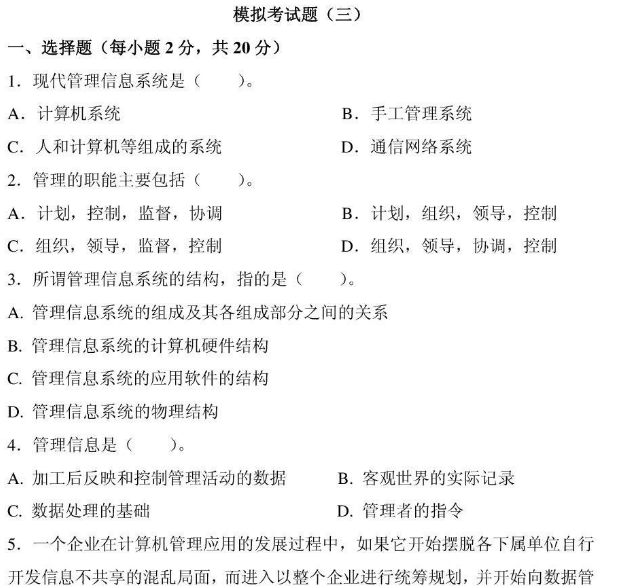 模拟考试题（三）
一、选择题（每小题 2 分，共 20 分）
1．现代管理信息系统是（　　）。
A．计算机系统　　B．手工管理系统
C．人和计算机等组成的系统　　D．通信网络系统
2．管理的职能主要包括（　　）。
A．计划，控制，监督，协调　　B．计划，组织，领导，控制
C．组织，领导，监督，控制　　D．组织，领导，协调，控制
3．所谓管理信息系统的结构，指的是（　　）。
A. 管理信息系统的组成及其各组成部分之间的关系
B. 管理信息系统的计算机硬件结构
C. 管理信息系统的应用软件的结构
D. 管理信息系统的物理结构
4．管理信息是（　　）。
A. 加工后反映和控制管理活动的数据　　B. 客观世界的实际记录
C. 数据处理的基础　　D. 管理者的指令
5．一个企业在计算机管理应用的发展过程中，如果它开始摆脱各下属单位自行
开发信息不共享的混乱局面，而进入以整个企业进行统筹规划，并开始向数据管